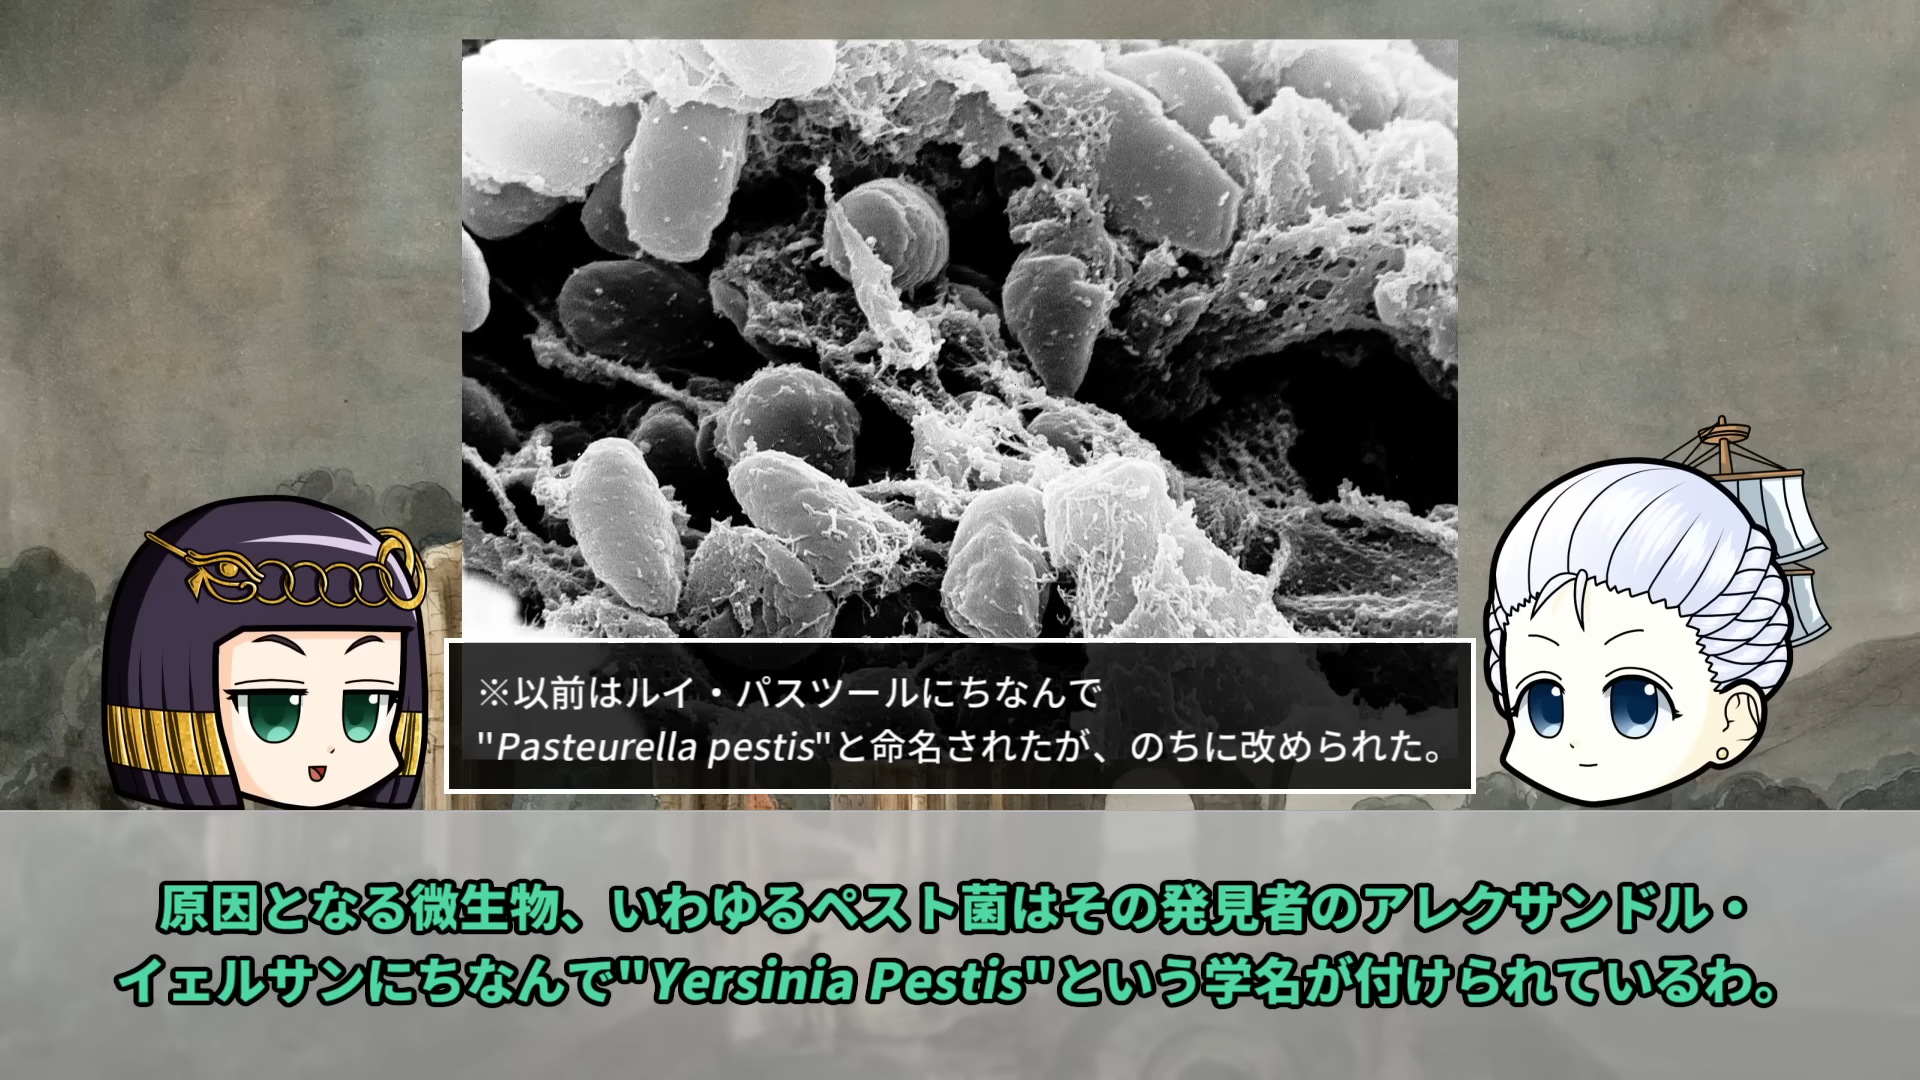 ※以前はルイ・パスツールにちなんで
"Pasteurella pestis"と命名されたが、のちに改められた。
原因となる微生物、いわゆるペスト菌はその発見者のアレクサンドル・
イェルサンにちなんで"Yersinia Pestis"という学名が付けられているわ。